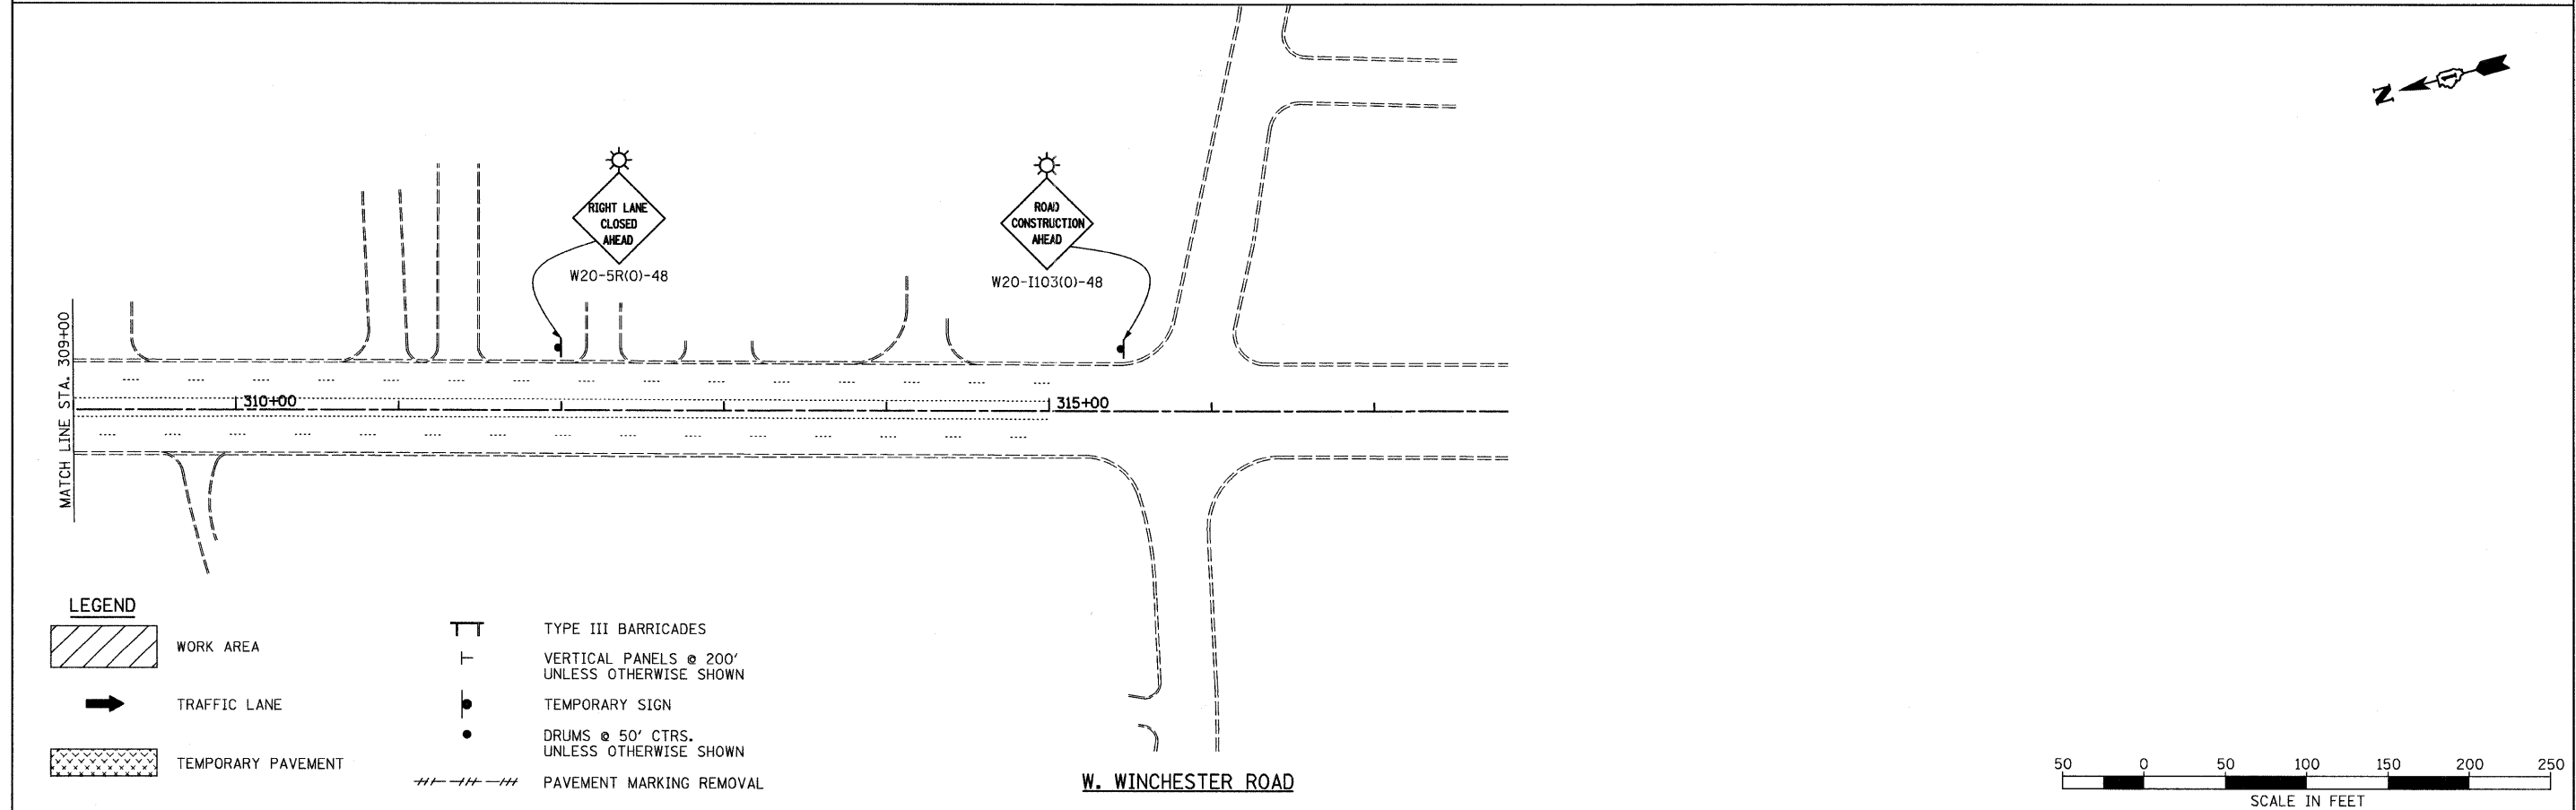 N
RIGHT LANE
CLOSED
AHEAD
W20-5R(O)-48
ROAD
CONSTRUCTION
AHEAD
W20-I103(O)-48
MATCH LINE STA. 309+00
310+00
315+00
LEGEND
WORK AREA
TRAFFIC LANE
TEMPORARY PAVEMENT
TYPE III BARRICADES
VERTICAL PANELS @ 200'
UNLESS OTHERWISE SHOWN
TEMPORARY SIGN
DRUMS @ 50' CTRS.
UNLESS OTHERWISE SHOWN
PAVEMENT MARKING REMOVAL
W. WINCHESTER ROAD
50 0 50 100 150 200 250
SCALE IN FEET